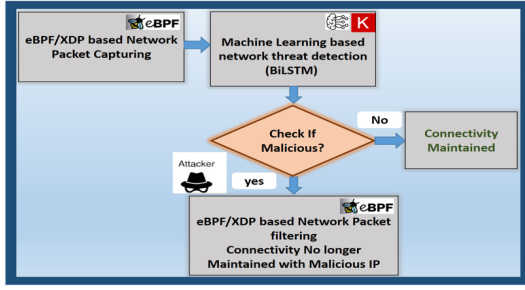 eBPF
eBPF/XDP based Network
Packet Capturing
K
Machine Learning based
network threat detection
(BiLSTM)
Check If
Malicious?
No
Connectivity
Maintained
Attacker
yes
eBPF
eBPF/XDP based Network Packet
filtering
Connectivity No longer
Maintained with Malicious IP